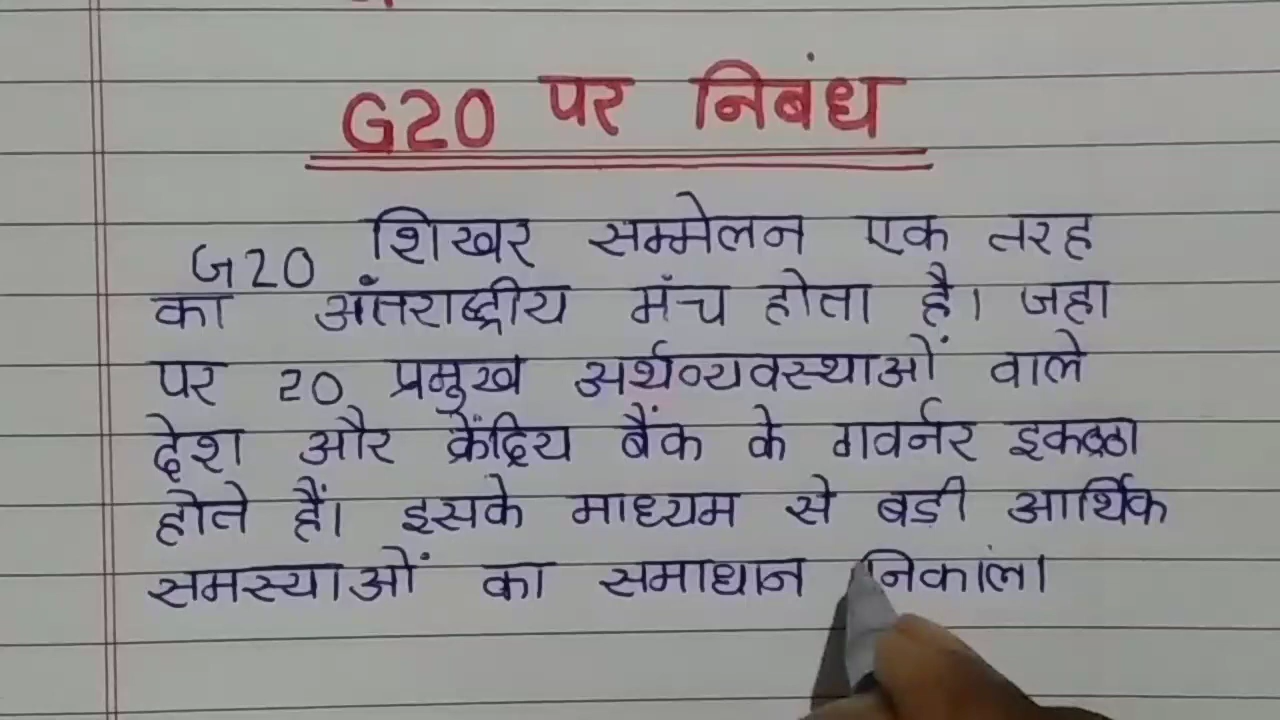 G20 पर निबंध
G20 शिखर सम्मेलन एक तरह
का अंतराष्ट्रीय मंच होता है। जहा
पर 20 प्रमुख अर्थव्यवस्थाओं वाले
देश और क्रेंदिय बैंक के गवर्नर इकठ्ठा
होते हैं। इसके माध्यम से बड़ी आर्थिक
समस्याओं का समाधान निकाला